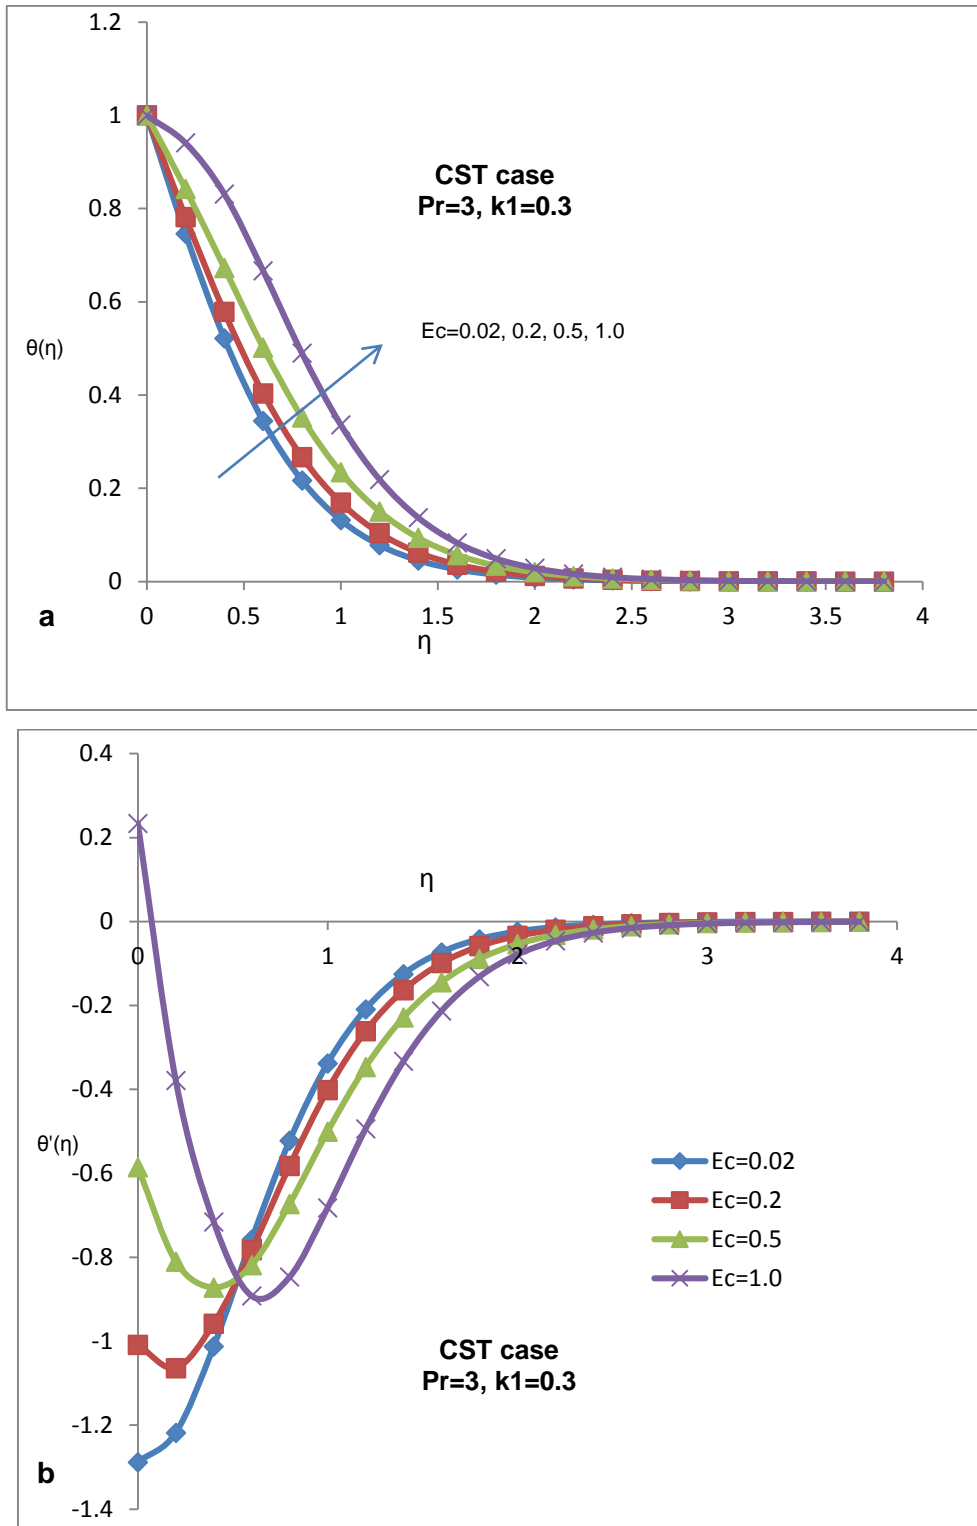 1.2
1
0.8
0.6
0.4
0.2
0
θ(η)
CST case
Pr=3, k1=0.3
Ec=0.02, 0.2, 0.5, 1.0
0 0.5 1 1.5 2 2.5 3 3.5 4
η
a
0.4
0.2
0
-0.2
-0.4
-0.6
-0.8
-1
-1.2
-1.4
η
0 1 2 3 4
θ'(η)
Ec=0.02
Ec=0.2
Ec=0.5
Ec=1.0
CST case
Pr=3, k1=0.3
b